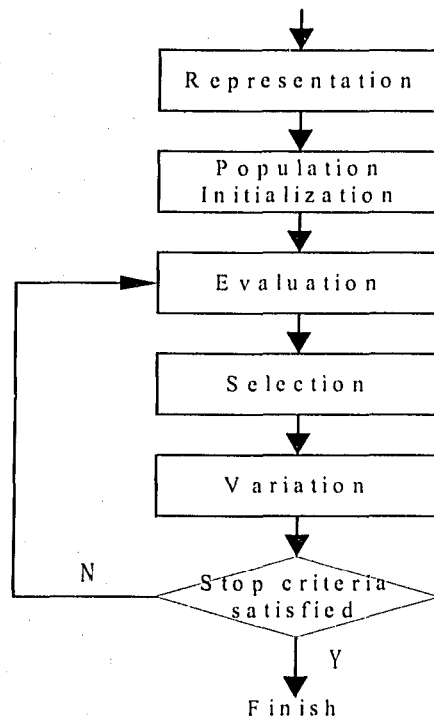 Representation
Population
Initialization
Evaluation
Selection
Variation
N
Stop criteria
satisfied
Y
Finish